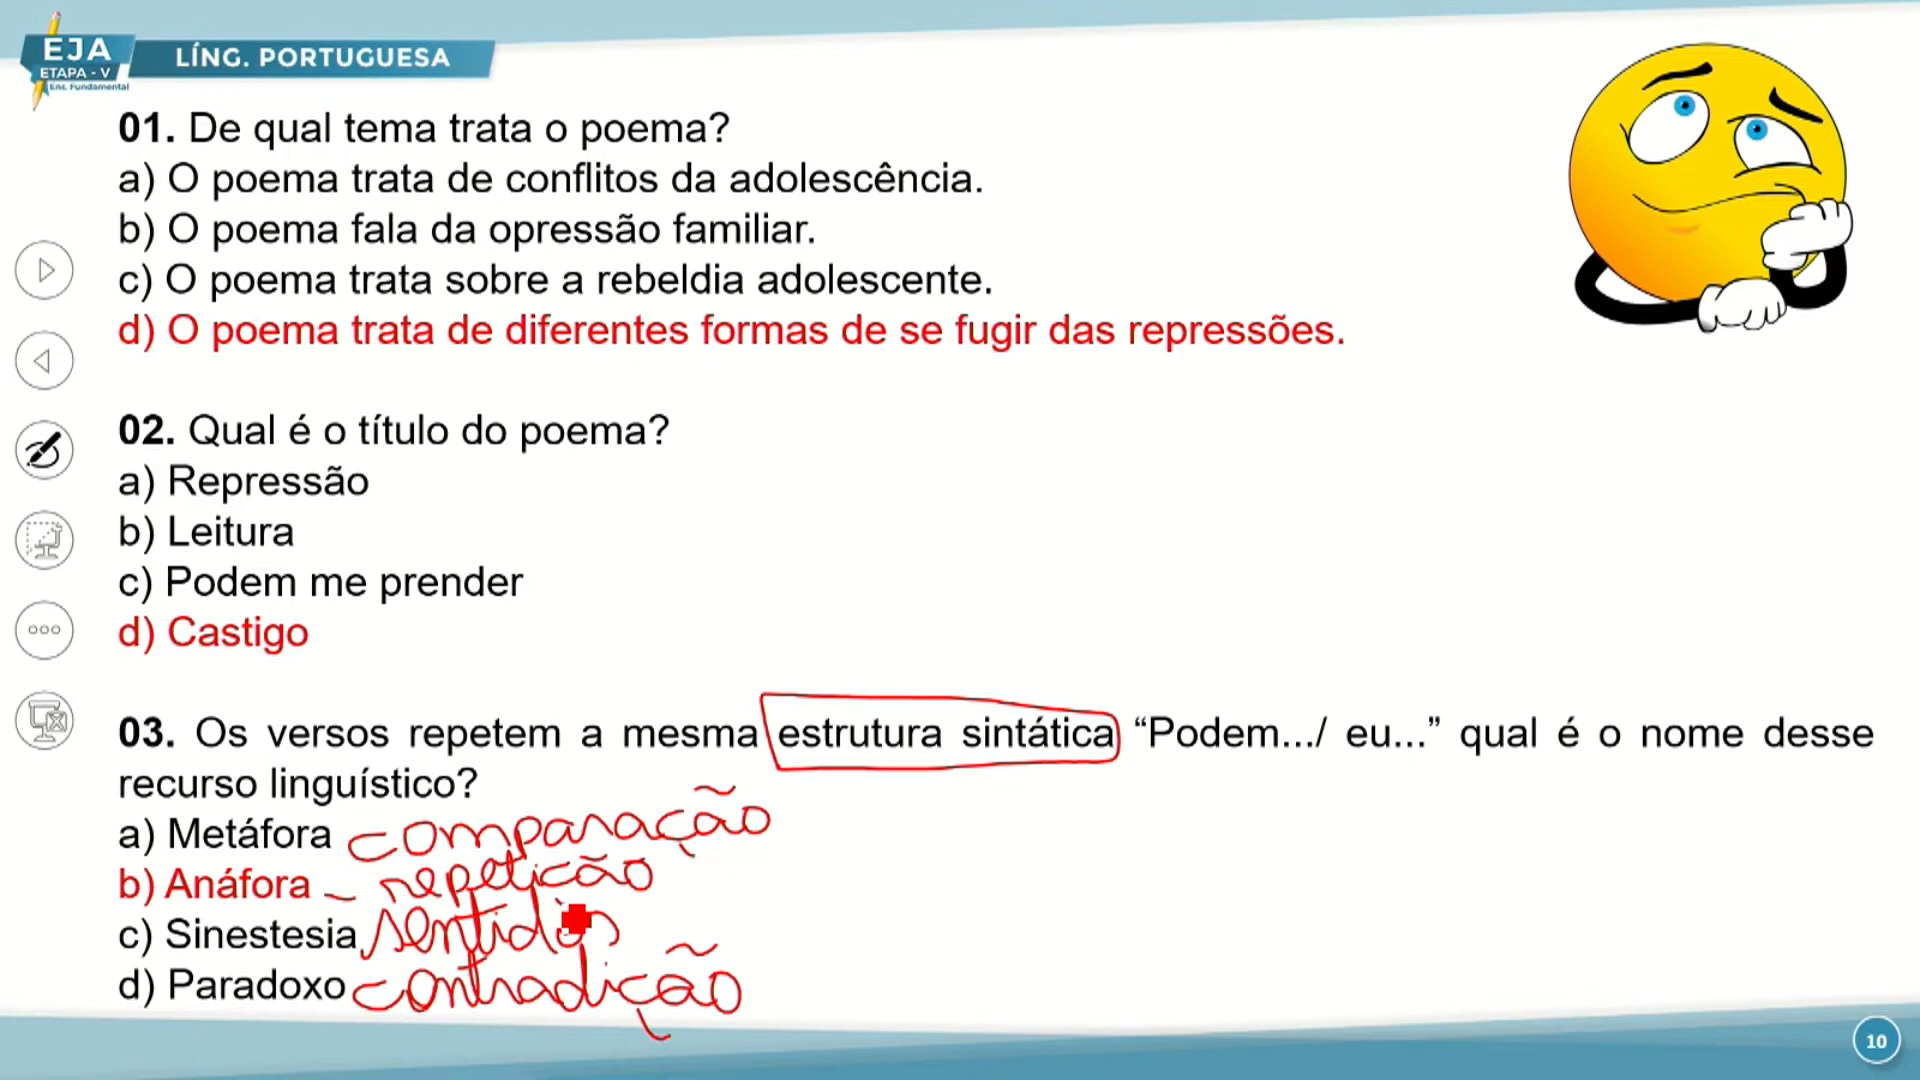 EJA
ETAPA - V
Ens. Fundamental
LÍNG. PORTUGUESA
01. De qual tema trata o poema?
a) O poema trata de conflitos da adolescência.
b) O poema fala da opressão familiar.
c) O poema trata sobre a rebeldia adolescente.
d) O poema trata de diferentes formas de se fugir das repressões.
02. Qual é o título do poema?
a) Repressão
b) Leitura
c) Podem me prender
d) Castigo
03. Os versos repetem a mesma estrutura sintática “Podem.../ eu...” qual é o nome desse
recurso linguístico?
a) Metáfora comparação
b) Anáfora - repetição
c) Sinestesia sentidos
d) Paradoxo contradição
10